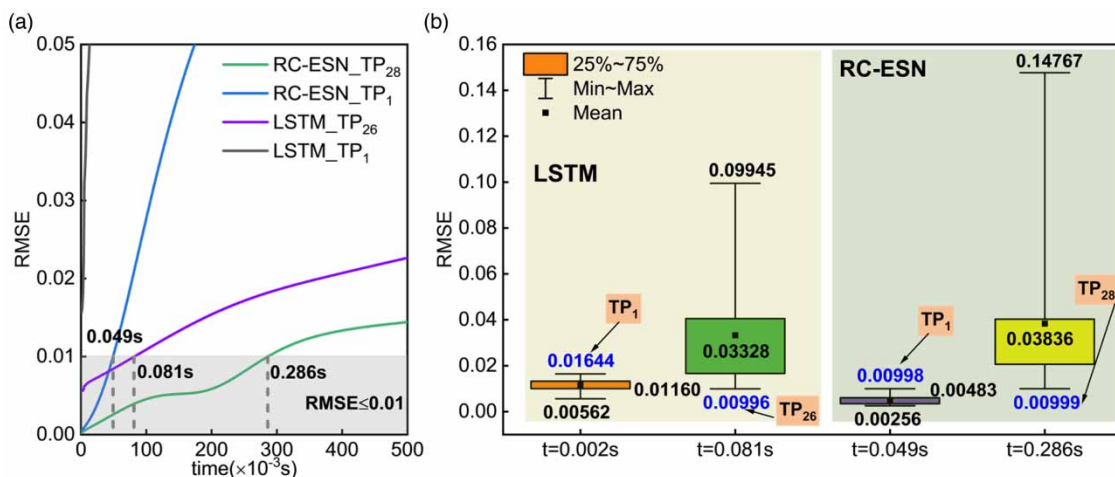 (a)
0.05
0.04
0.03
0.02
0.01
0.00
RMSE
RC-ESN_TP28
RC-ESN_TP1
LSTM_TP26
LSTM_TP1
0.049s
0.081s
0.286s
RMSE≤0.01
0 100 200 300 400 500
time(×10-3s)
(b)
0.16
0.14
0.12
0.10
0.08
0.06
0.04
0.02
0.00
RMSE
25%~75%
Min~Max
Mean
LSTM
RC-ESN
0.14767
0.09945
TP1
0.01644
0.01160
0.00562
0.03328
0.00996
TP26
TP1
0.00998
0.00483
0.00256
TP28
0.03836
0.00999
t=0.002s t=0.081s t=0.049s t=0.286s